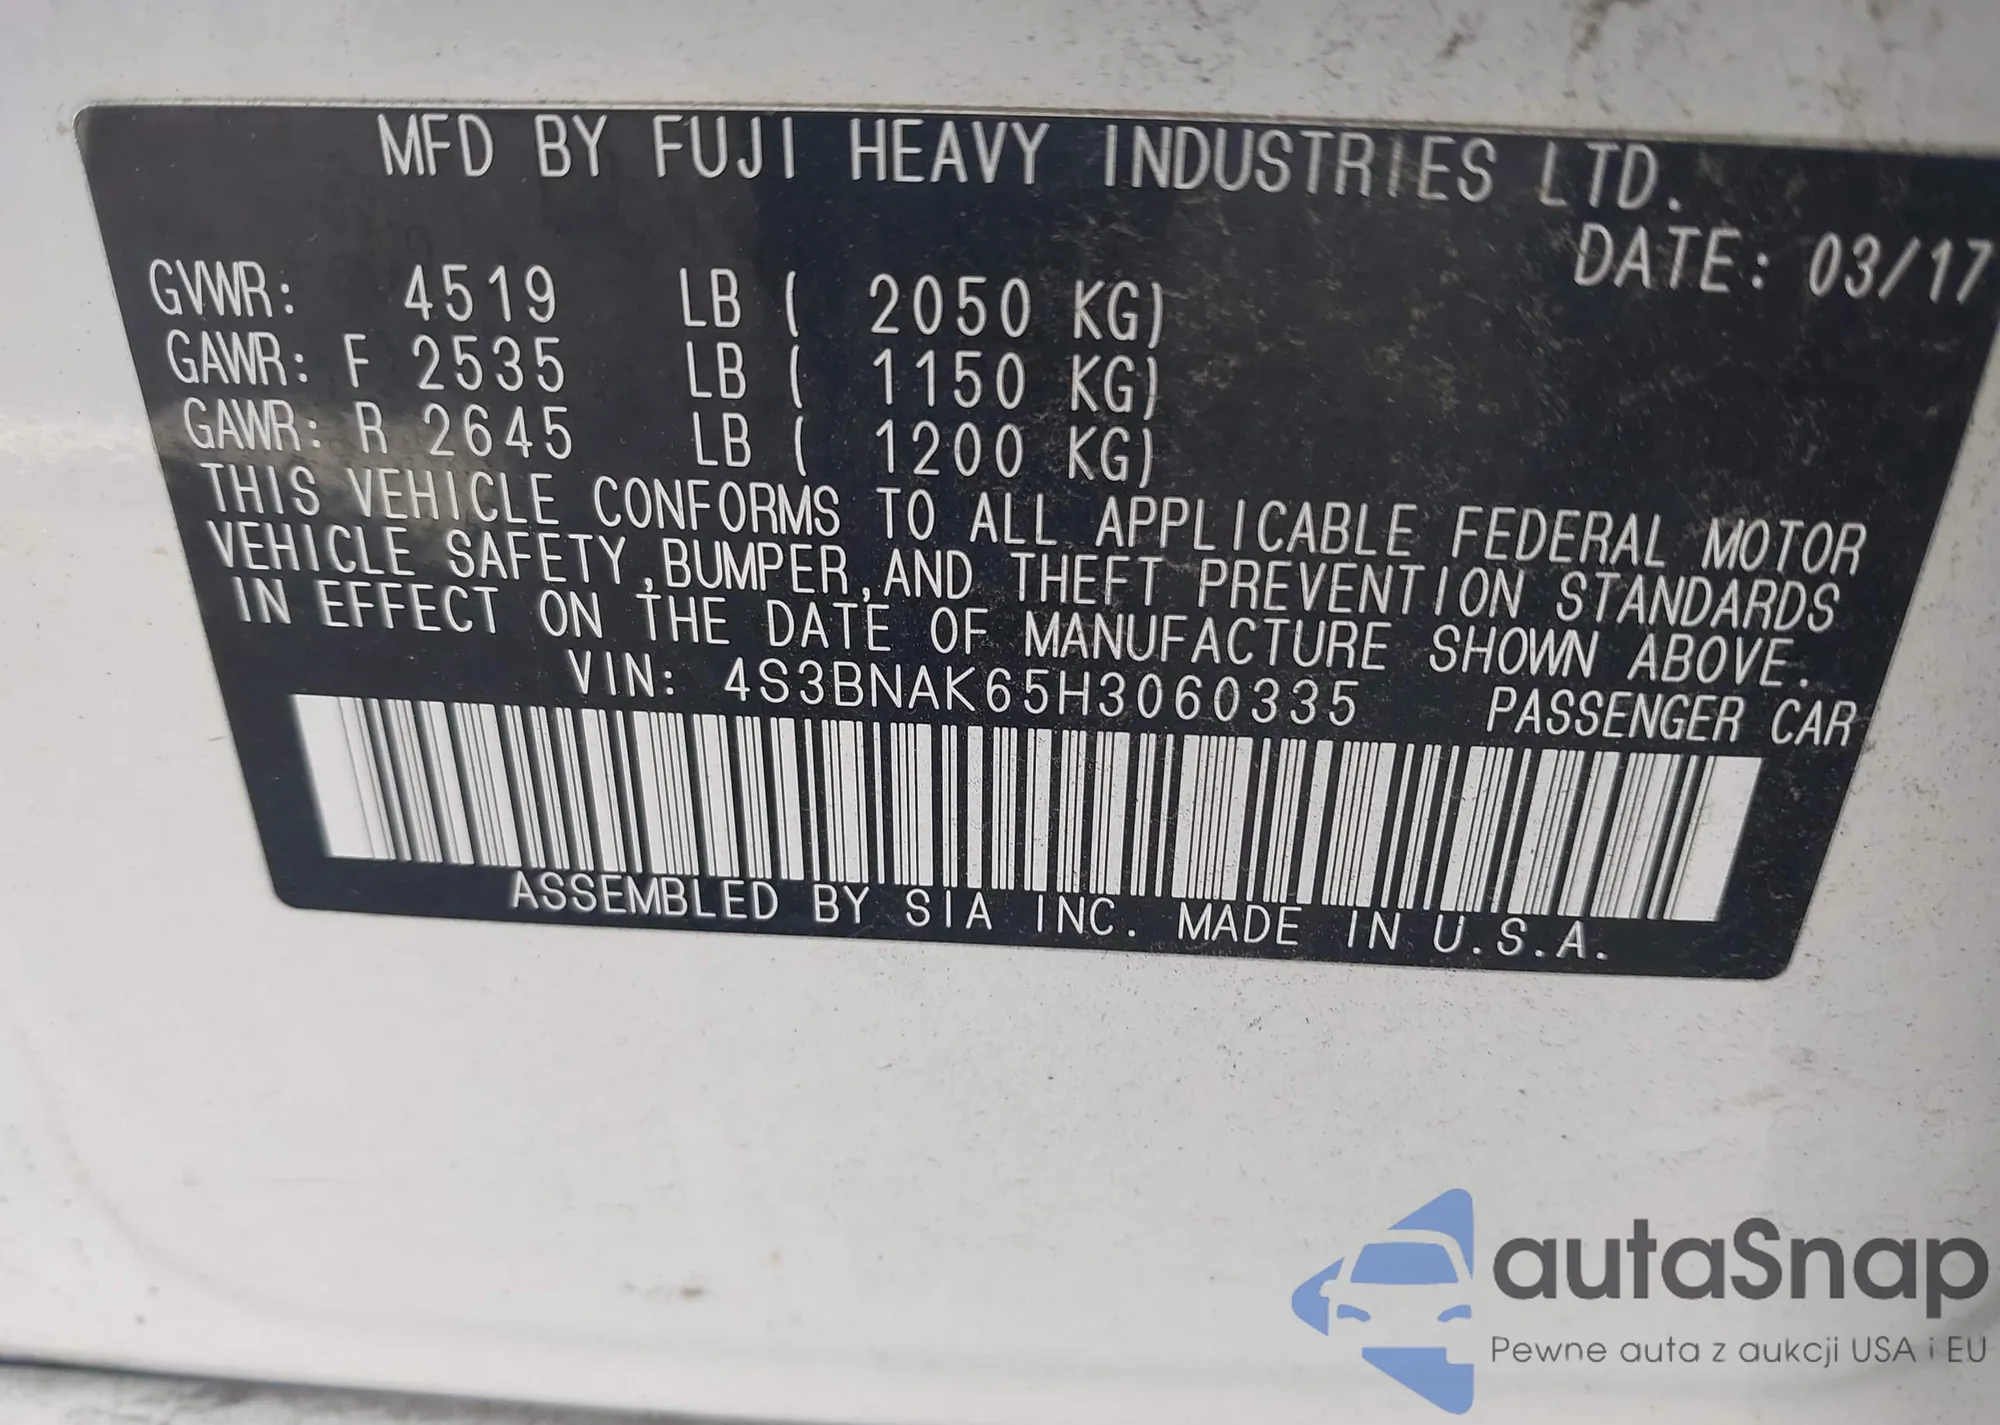 MFD BY FUJI HEAVY INDUSTRIES LTD.
DATE: 03/17
GVWR: 4519 LB ( 2050 KG)
GAWR: F 2535 LB ( 1150 KG)
GAWR: R 2645 LB ( 1200 KG)
THIS VEHICLE CONFORMS TO ALL APPLICABLE FEDERAL MOTOR
VEHICLE SAFETY,BUMPER,AND THEFT PREVENTION STANDARDS
IN EFFECT ON THE DATE OF MANUFACTURE SHOWN ABOVE.
VIN: 4S3BNAK65H3060335 PASSENGER CAR
ASSEMBLED BY SIA INC. MADE IN U.S.A.
autaSnap
Pewne auta z aukcji USA i EU